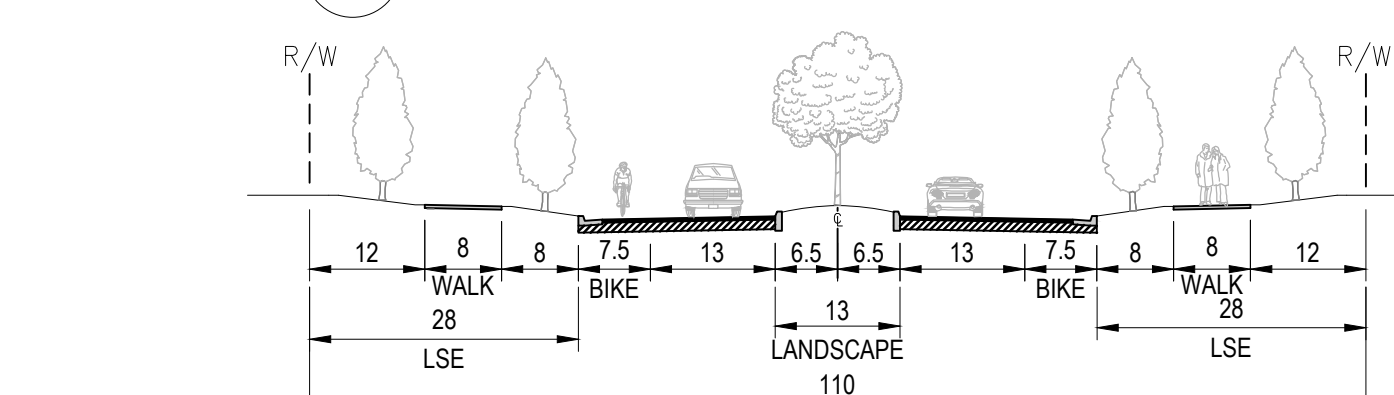 R/W R/W
℄
12 8 8 7.5 13 6.5 6.5 13 7.5 8 8 12
WALK BIKE BIKE WALK
28 13 28
LSE LANDSCAPE LSE
110